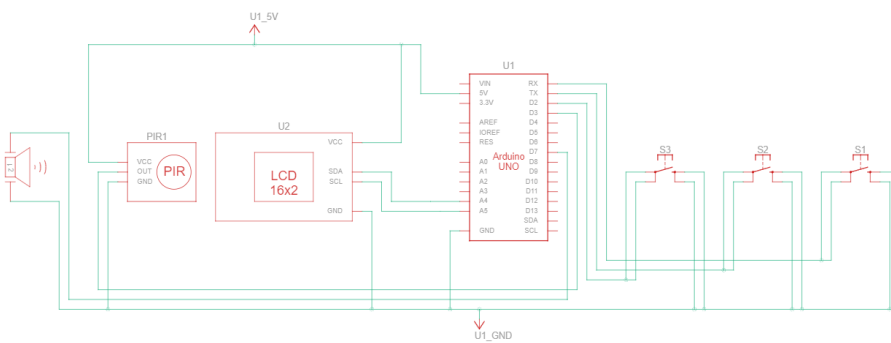 U1_5V
U1
VIN
5V
3.3V
AREF
IOREF
RES
A0
A1
A2
A3
A4
A5
GND
Arduino
UNO
RX
TX
D2
D3
D4
D5
D6
D7
D8
D9
D10
D11
D12
D13
SDA
SCL
PIR1
VCC
OUT
GND
PIR
U2
VCC
SDA
SCL
GND
LCD
16x2
S3
S2
S1
U1_GND